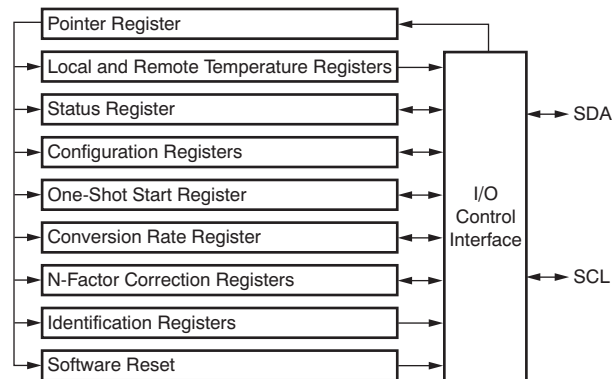 Pointer Register
Local and Remote Temperature Registers
Status Register
Configuration Registers
One-Shot Start Register
Conversion Rate Register
N-Factor Correction Registers
Identification Registers
Software Reset
I/O
Control
Interface
SDA
SCL